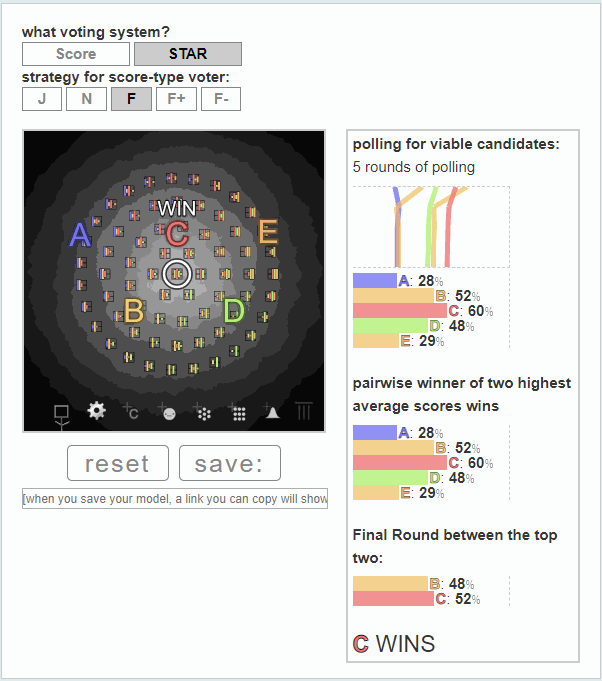 what voting system?
Score STAR
strategy for score-type voter:
J N F F+ F-
WIN
A C E
B D
C
reset save:
[when you save your model, a link you can copy will show
polling for viable candidates:
5 rounds of polling
A: 28%
B: 52%
C: 60%
D: 48%
E: 29%
pairwise winner of two highest
average scores wins
A: 28%
B: 52%
C: 60%
D: 48%
E: 29%
Final Round between the top
two:
B: 48%
C: 52%
C WINS